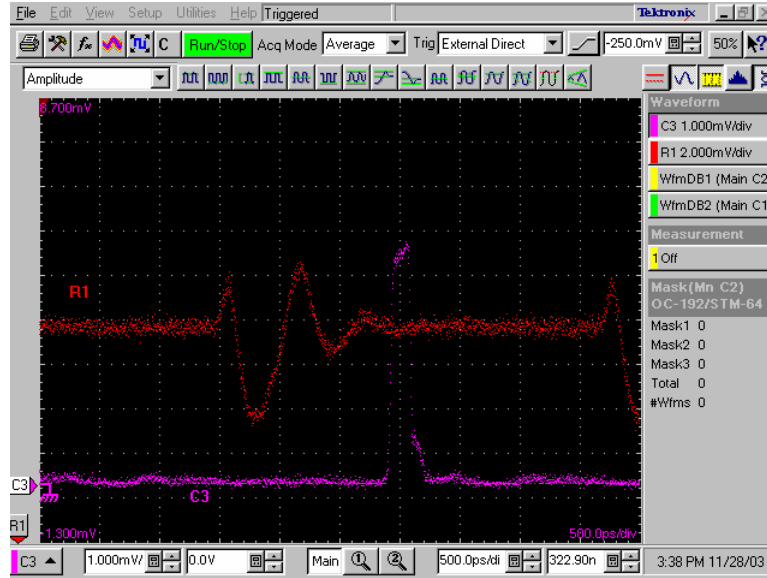 File Edit View Setup Utilities Help Triggered Tektronix
C Run/Stop Acq Mode Average Trig External Direct -250.0mV 50%
Amplitude
8.700mV
R1
C3
C3
R1
-1.300mV 500.0ps/div
Waveform
C3 1.000mV/div
R1 2.000mV/div
WfmDB1 (Main C2
WfmDB2 (Main C1
Measurement
1 Off
Mask(Mn C2)
OC-192/STM-64
Mask1 0
Mask2 0
Mask3 0
Total 0
#Wfms 0
C3 1.000mV/ 0.0V Main 1 2 500.0ps/di 322.90n 3:38 PM 11/28/03